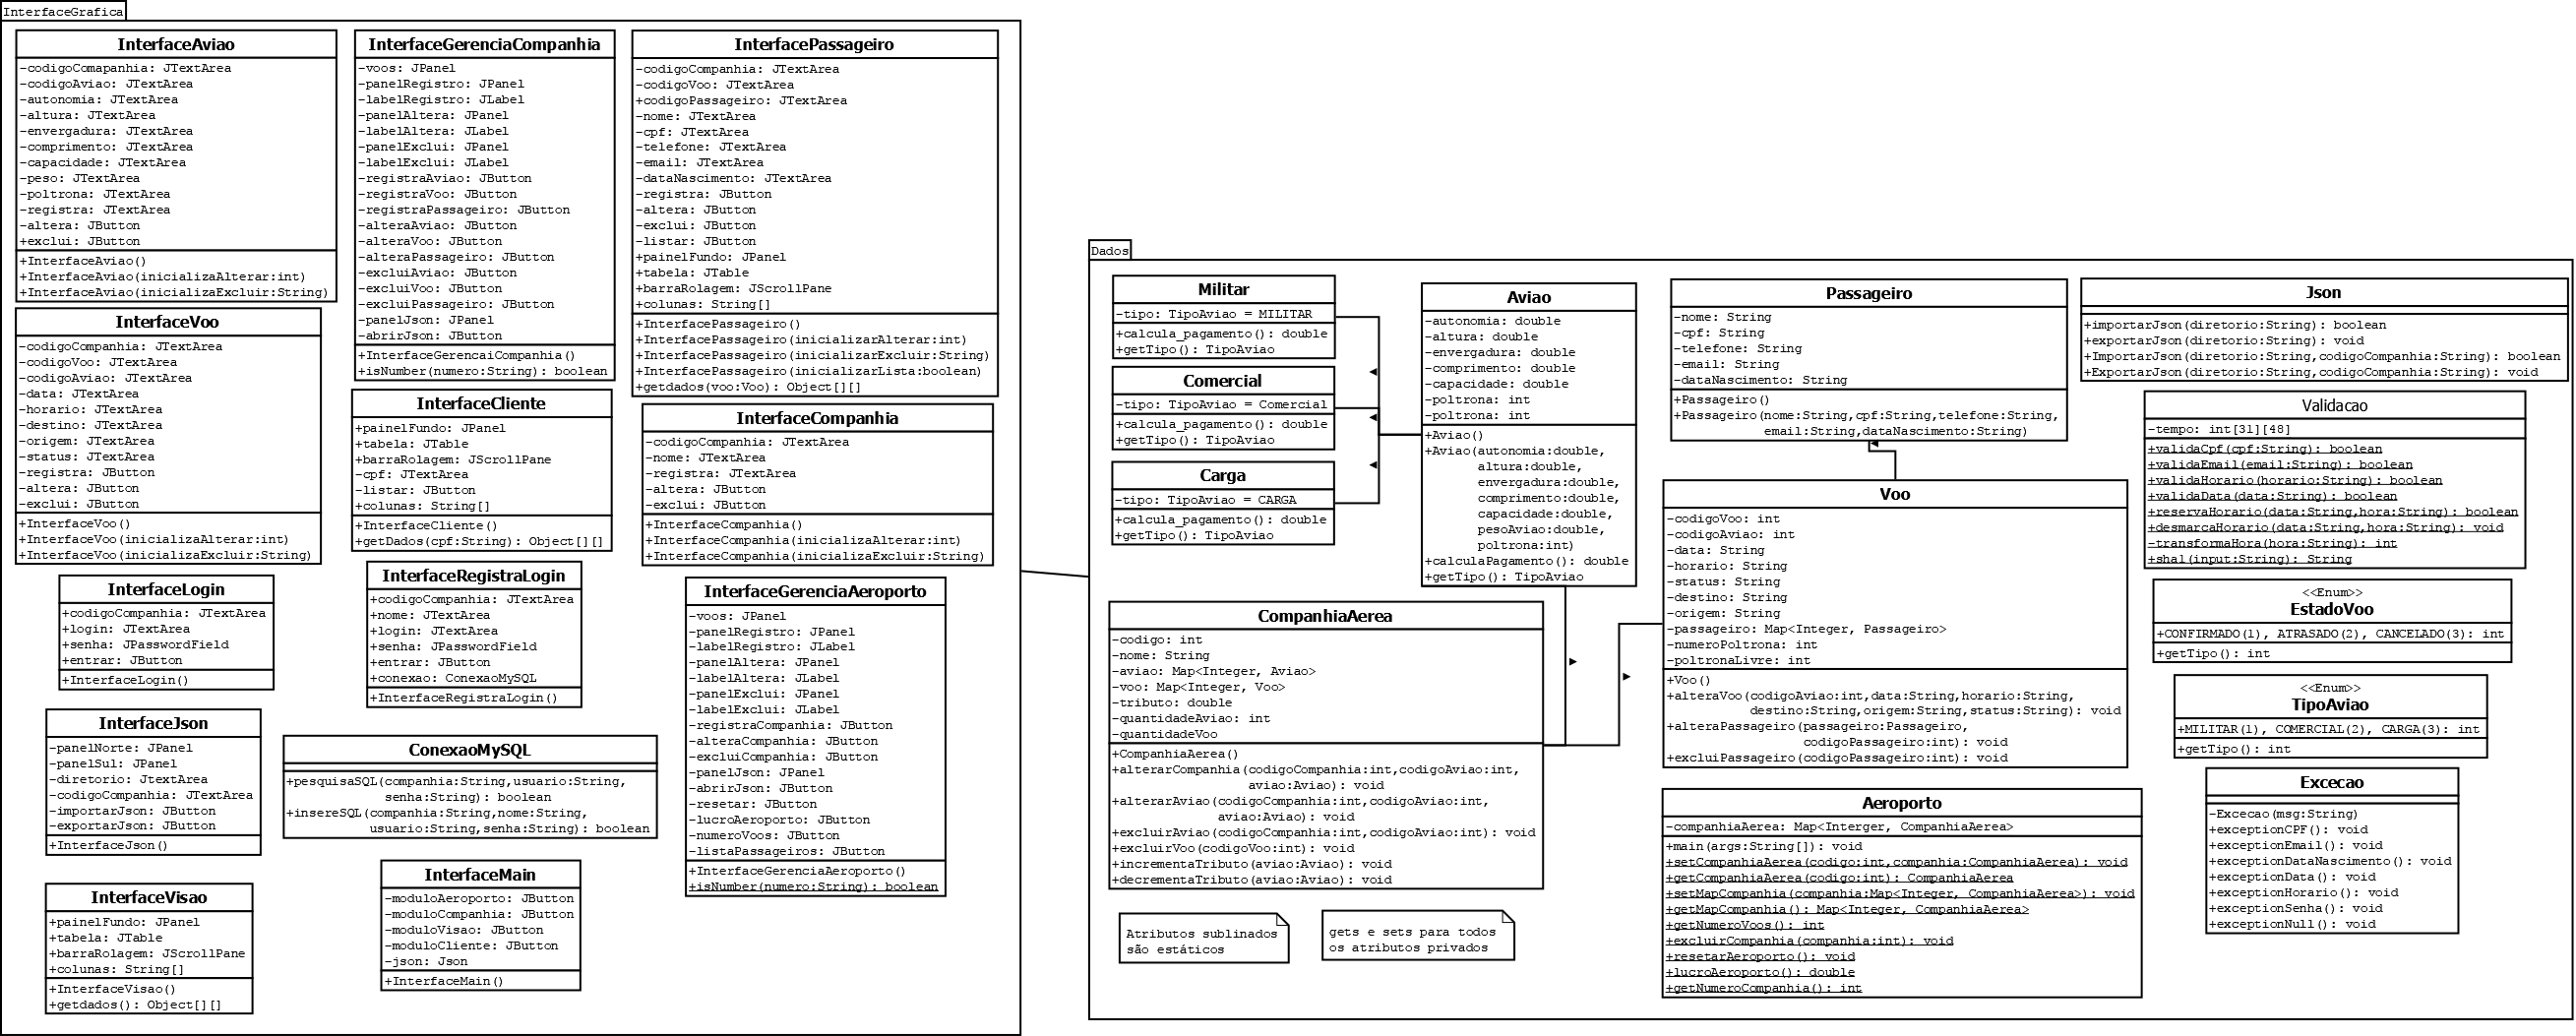 InterfaceGrafica
InterfaceAviao
-codigoComapanhia: JTextArea
-codigoAviao: JTextArea
-autonomia: JTextArea
-altura: JTextArea
-envergadura: JTextArea
-comprimento: JTextArea
-capacidade: JTextArea
-peso: JTextArea
-poltrona: JTextArea
-registra: JTextArea
-altera: JButton
+exclui: JButton
+InterfaceAviao()
+InterfaceAviao(inicializaAlterar:int)
+InterfaceAviao(inicializaExcluir:String)
InterfaceVoo
-codigoCompanhia: JTextArea
-codigoVoo: JTextArea
-codigoAviao: JTextArea
-data: JTextArea
-horario: JTextArea
-destino: JTextArea
-origem: JTextArea
-status: JTextArea
-registra: JButton
-altera: JButton
-exclui: JButton
+InterfaceVoo()
+InterfaceVoo(inicializaAlterar:int)
+InterfaceVoo(inicializaExcluir:String)
InterfaceLogin
+codigoCompanhia: JTextArea
+login: JTextArea
+senha: JPasswordField
+entrar: JButton
+InterfaceLogin()
InterfaceJson
-panelNorte: JPanel
-panelSul: JPanel
-diretorio: JtextArea
-codigoCompanhia: JTextArea
-importarJson: JButton
-exportarJson: JButton
+InterfaceJson()
InterfaceVisao
+painelFundo: JPanel
+tabela: JTable
+barraRolagem: JScrollPane
+colunas: String[]
+InterfaceVisao()
+getdados(): Object[][]
InterfaceGerenciaCompanhia
-voos: JPanel
-panelRegistro: JPanel
-labelRegistro: JLabel
-panelAltera: JPanel
-labelAltera: JLabel
-panelExclui: JPanel
-labelExclui: JLabel
-registraAviao: JButton
-registraVoo: JButton
-registraPassageiro: JButton
-alteraAviao: JButton
-alteraVoo: JButton
-alteraPassageiro: JButton
-excluiAviao: JButton
-excluiVoo: JButton
-excluiPassageiro: JButton
-panelJson: JPanel
-abrirJson: JButton
+InterfaceGerencaiCompanhia()
+isNumber(numero:String): boolean
InterfaceCliente
+painelFundo: JPanel
+tabela: JTable
+barraRolagem: JScrollPane
-cpf: JTextArea
-listar: JButton
+colunas: String[]
+InterfaceCliente()
+getDados(cpf:String): Object[][]
InterfaceRegistraLogin
+codigoCompanhia: JTextArea
+nome: JTextArea
+login: JTextArea
+senha: JPasswordField
+entrar: JButton
+conexao: ConexaoMySQL
+InterfaceRegistraLogin()
ConexaoMySQL
+pesquisaSQL(companhia:String,usuario:String,
senha:String): boolean
+insereSQL(companhia:String,nome:String,
usuario:String,senha:String): boolean
InterfaceMain
-moduloAeroporto: JButton
-moduloCompanhia: JButton
-moduloVisao: JButton
-moduloCliente: JButton
-json: Json
+InterfaceMain()
InterfacePassageiro
-codigoCompanhia: JTextArea
-codigoVoo: JTextArea
+codigoPassageiro: JTextArea
-nome: JTextArea
-cpf: JTextArea
-telefone: JTextArea
-email: JTextArea
-dataNascimento: JTextArea
-registra: JButton
-altera: JButton
-exclui: JButton
-listar: JButton
+painelFundo: JPanel
+tabela: JTable
+barraRolagem: JScrollPane
+colunas: String[]
+InterfacePassageiro()
+InterfacePassageiro(inicializarAlterar:int)
+InterfacePassageiro(inicializarExcluir:String)
+InterfacePassageiro(inicializarLista:boolean)
+getdados(voo:Voo): Object[][]
InterfaceCompanhia
-codigoCompanhia: JTextArea
-nome: JTextArea
-registra: JTextArea
-altera: JButton
-exclui: JButton
+InterfaceCompanhia()
+InterfaceCompanhia(inicializaAlterar:int)
+InterfaceCompanhia(inicializaExcluir:String)
InterfaceGerenciaAeroporto
-voos: JPanel
-panelRegistro: JPanel
-labelRegistro: JLabel
-panelAltera: JPanel
-labelAltera: JLabel
-panelExclui: JPanel
-labelExclui: JLabel
-registraCompanhia: JButton
-alteraCompanhia: JButton
-excluiCompanhia: JButton
-panelJson: JPanel
-abrirJson: JButton
-resetar: JButton
-lucroAeroporto: JButton
-numeroVoos: JButton
-listaPassageiros: JButton
+InterfaceGerenciaAeroporto()
+isNumber(numero:String): boolean
Dados
Militar
-tipo: TipoAviao = MILITAR
+calcula_pagamento(): double
+getTipo(): TipoAviao
Comercial
-tipo: TipoAviao = Comercial
+calcula_pagamento(): double
+getTipo(): TipoAviao
Carga
-tipo: TipoAviao = CARGA
+calcula_pagamento(): double
+getTipo(): TipoAviao
Aviao
-autonomia: double
-altura: double
-envergadura: double
-comprimento: double
-capacidade: double
-poltrona: int
-poltrona: int
+Aviao()
+Aviao(autonomia:double,
altura:double,
envergadura:double,
comprimento:double,
capacidade:double,
pesoAviao:double,
poltrona:int)
+calculaPagamento(): double
+getTipo(): TipoAviao
CompanhiaAerea
-codigo: int
-nome: String
-aviao: Map<Integer, Aviao>
-voo: Map<Integer, Voo>
-tributo: double
-quantidadeAviao: int
-quantidadeVoo
+CompanhiaAerea()
+alterarCompanhia(codigoCompanhia:int,codigoAviao:int,
aviao:Aviao): void
+alterarAviao(codigoCompanhia:int,codigoAviao:int,
aviao:Aviao): void
+excluirAviao(codigoCompanhia:int,codigoAviao:int): void
+excluirVoo(codigoVoo:int): void
+incrementaTributo(aviao:Aviao): void
+decrementaTributo(aviao:Aviao): void
Atributos sublinados
são estáticos
gets e sets para todos
os atributos privados
Passageiro
-nome: String
-cpf: String
-telefone: String
-email: String
-dataNascimento: String
+Passageiro()
+Passageiro(nome:String,cpf:String,telefone:String,
email:String,dataNascimento:String)
Voo
-codigoVoo: int
-codigoAviao: int
-data: String
-horario: String
-status: String
-destino: String
-origem: String
-passageiro: Map<Integer, Passageiro>
-numeroPoltrona: int
-poltronaLivre: int
+Voo()
+alteraVoo(codigoAviao:int,data:String,horario:String,
destino:String,origem:String,status:String): void
+alteraPassageiro(passageiro:Passageiro,
codigoPassageiro:int): void
+excluiPassageiro(codigoPassageiro:int): void
Aeroporto
-companhiaAerea: Map<Interger, CompanhiaAerea>
+main(args:String[]): void
+setCompanhiaAerea(codigo:int,companhia:CompanhiaAerea): void
+getCompanhiaAerea(codigo:int): CompanhiaAerea
+setMapCompanhia(companhia:Map<Integer, CompanhiaAerea>): void
+getMapCompanhia(): Map<Integer, CompanhiaAerea>
+getNumeroVoos(): int
+excluirCompanhia(companhia:int): void
+resetarAeroporto(): void
+lucroAeroporto(): double
+getNumeroCompanhia(): int
Json
+importarJson(diretorio:String): boolean
+exportarJson(diretorio:String): void
+ImportarJson(diretorio:String,codigoCompanhia:String): boolean
+ExportarJson(diretorio:String,codigoCompanhia:String): void
Validacao
-tempo: int[31][48]
+validaCpf(cpf:String): boolean
+validaEmail(email:String): boolean
+validaHorario(horario:String): boolean
+validaData(data:String): boolean
+reservaHorario(data:String,hora:String): boolean
+desmarcaHorario(data:String,hora:String): void
-transformaHora(hora:String): int
+sha1(input:String): String
<<Enum>>
EstadoVoo
+CONFIRMADO(1), ATRASADO(2), CANCELADO(3): int
+getTipo(): int
<<Enum>>
TipoAviao
+MILITAR(1), COMERCIAL(2), CARGA(3): int
+getTipo(): int
Excecao
-Excecao(msg:String)
+exceptionCPF(): void
+exceptionEmail(): void
+exceptionDataNascimento(): void
+exceptionData(): void
+exceptionHorario(): void
+exceptionSenha(): void
+exceptionNull(): void